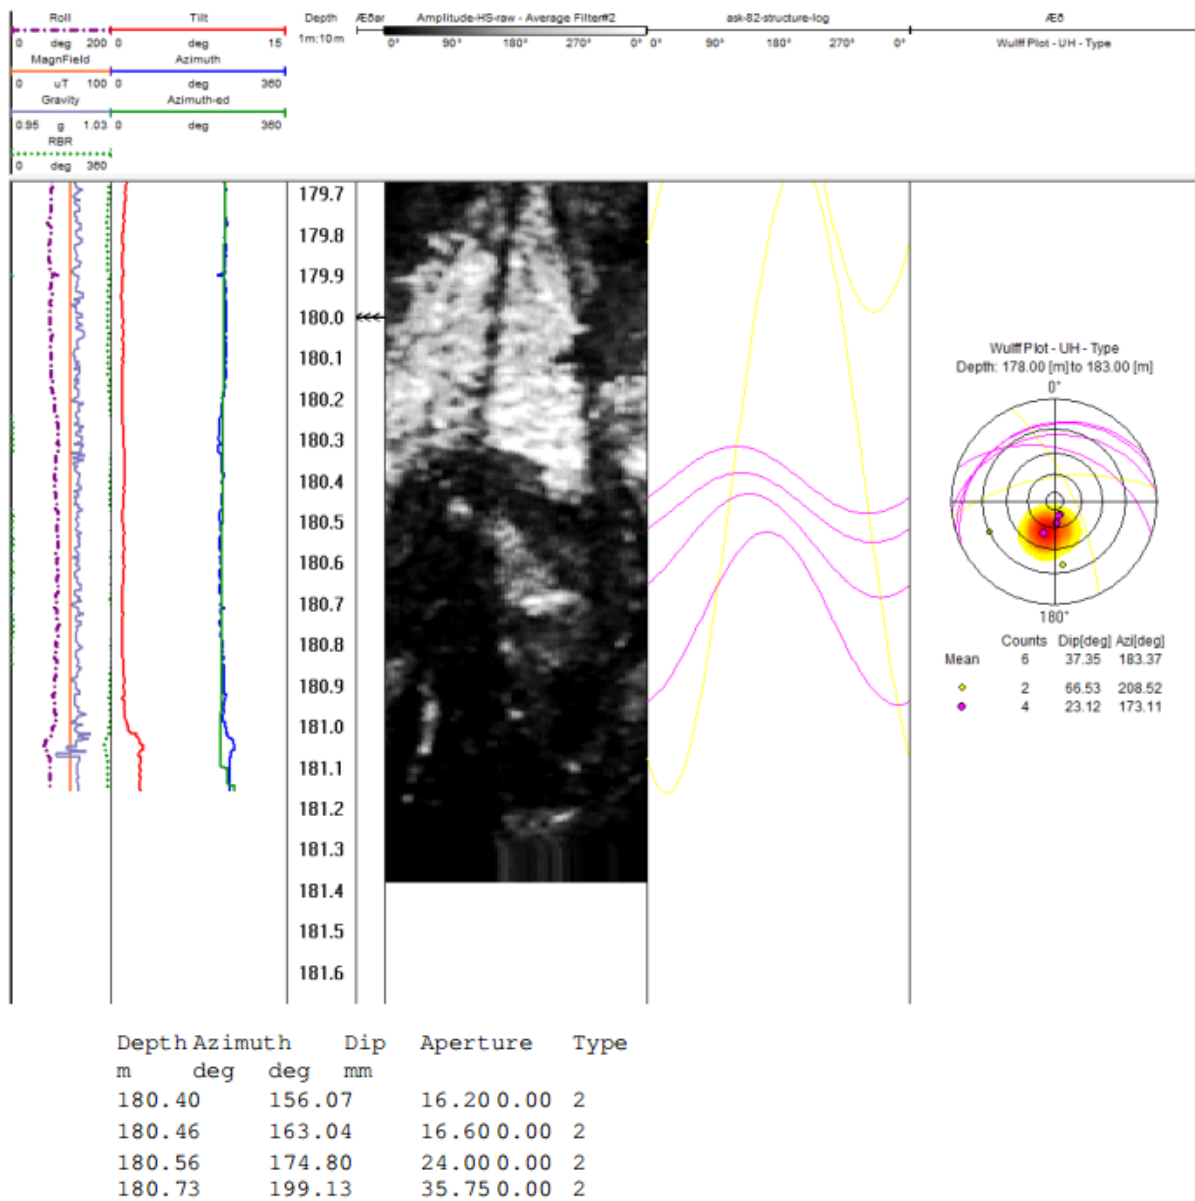 Roll Tilt Depth Æðar Amplitude-HS-raw - Average Filter#2 ask-82-structure-log Æð
0 deg 200 0 deg 15 1m:10m 0° 90° 180° 270° 0° 0° 90° 180° 270° 0° Wulff Plot - UH - Type
MagnField Azimuth
0 uT 100 0 deg 360
Gravity Azimuth-ed
0.95 g 1.03 0 deg 360
RBR
0 deg 360
179.7
179.8
179.9
180.0
180.1
180.2
180.3
180.4
180.5
180.6
180.7
180.8
180.9
181.0
181.1
181.2
181.3
181.4
181.5
181.6
Wulff Plot - UH - Type
Depth: 178.00 [m] to 183.00 [m]
0°
180°
Counts Dip[deg] Azi[deg]
Mean 6 37.35 183.37
2 66.53 208.52
4 23.12 173.11
Depth Azimuth Dip Aperture Type
m deg deg mm
180.40 156.07 16.20 0.00 2
180.46 163.04 16.60 0.00 2
180.56 174.80 24.00 0.00 2
180.73 199.13 35.75 0.00 2